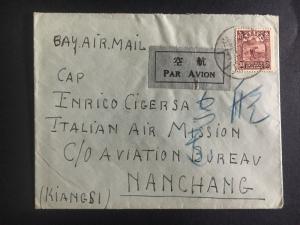 BAY. AIR. MAIL
空航
PAR AVION
CAP
ENRICO CIGERSA
ITALIAN AIR MISSION
C/O AVIATION BUREAU
NANCHANG
(KIANGSI)